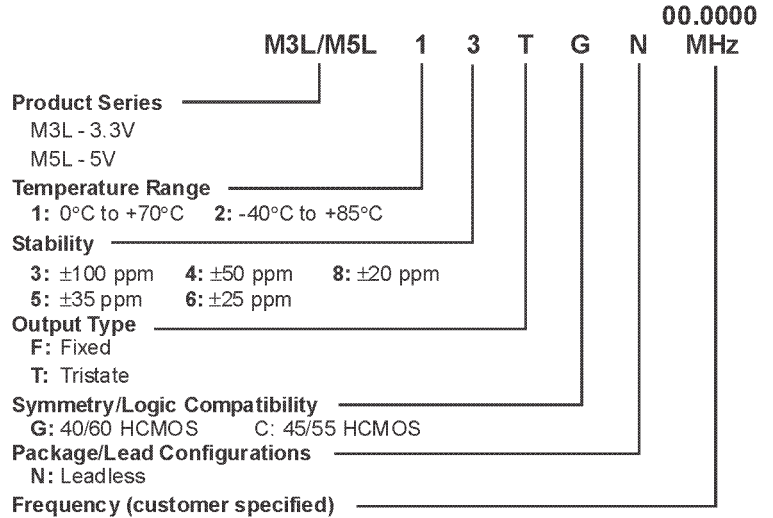 00.0000
M3L/M5L 1 3 T G N MHz
Product Series
M3L - 3.3V
M5L - 5V
Temperature Range
1: 0°C to +70°C 2: -40°C to +85°C
Stability
3: ±100 ppm 4: ±50 ppm 8: ±20 ppm
5: ±35 ppm 6: ±25 ppm
Output Type
F: Fixed
T: Tristate
Symmetry/Logic Compatibility
G: 40/60 HCMOS C: 45/55 HCMOS
Package/Lead Configurations
N: Leadless
Frequency (customer specified)